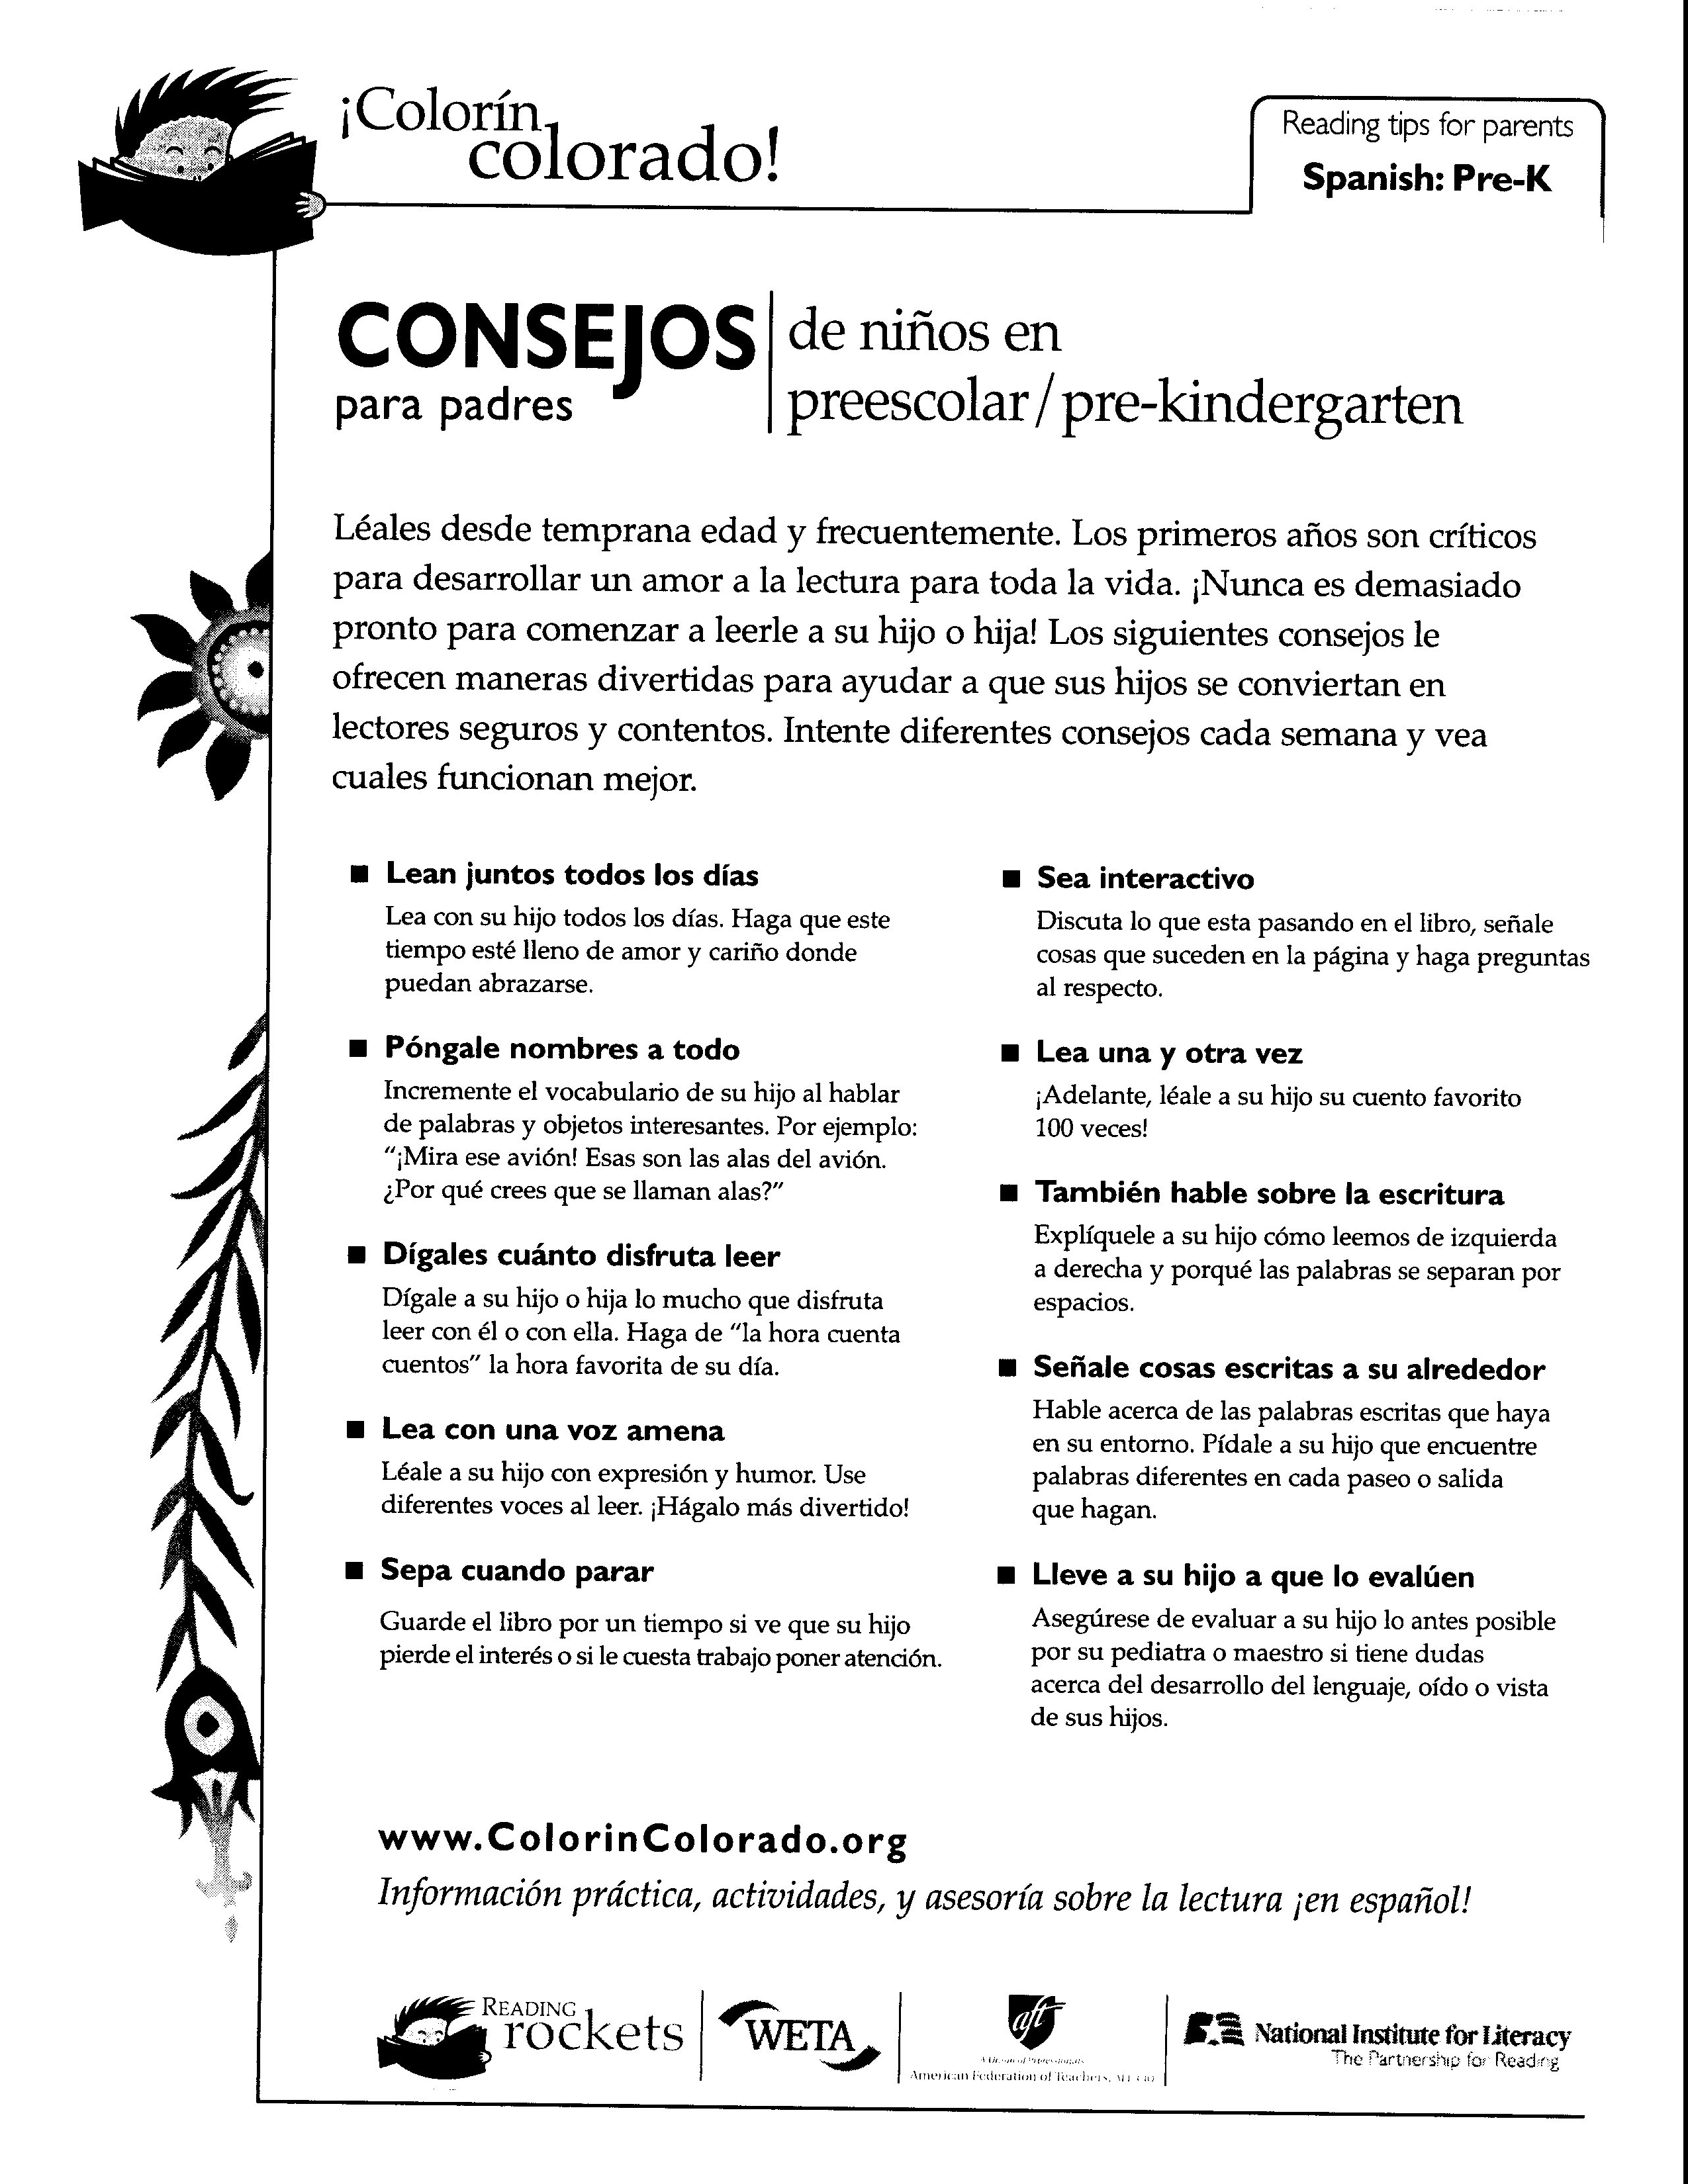 ¡Colorín
colorado!
Reading tips for parents
Spanish: Pre-K
CONSEJOS
para padres
de niños en
preescolar/pre-kindergarten
Léales desde temprana edad y frecuentemente. Los primeros años son críticos
para desarrollar un amor a la lectura para toda la vida. ¡Nunca es demasiado
pronto para comenzar a leerle a su hijo o hija! Los siguientes consejos le
ofrecen maneras divertidas para ayudar a que sus hijos se conviertan en
lectores seguros y contentos. Intente diferentes consejos cada semana y vea
cuales funcionan mejor.
■ Lean juntos todos los días
Lea con su hijo todos los días. Haga que este
tiempo esté lleno de amor y cariño donde
puedan abrazarse.
■ Póngale nombres a todo
Incremente el vocabulario de su hijo al hablar
de palabras y objetos interesantes. Por ejemplo:
"¡Mira ese avión! Esas son las alas del avión.
¿Por qué crees que se llaman alas?"
■ Dígales cuánto disfruta leer
Dígale a su hijo o hija lo mucho que disfruta
leer con él o con ella. Haga de "la hora cuenta
cuentos" la hora favorita de su día.
■ Lea con una voz amena
Léale a su hijo con expresión y humor. Use
diferentes voces al leer. ¡Hágalo más divertido!
■ Sepa cuando parar
Guarde el libro por un tiempo si ve que su hijo
pierde el interés o si le cuesta trabajo poner atención.
■ Sea interactivo
Discuta lo que esta pasando en el libro, señale
cosas que suceden en la página y haga preguntas
al respecto.
■ Lea una y otra vez
¡Adelante, léale a su hijo su cuento favorito
100 veces!
■ También hable sobre la escritura
Explíquele a su hijo cómo leemos de izquierda
a derecha y porqué las palabras se separan por
espacios.
■ Señale cosas escritas a su alrededor
Hable acerca de las palabras escritas que haya
en su entorno. Pídale a su hijo que encuentre
palabras diferentes en cada paseo o salida
que hagan.
■ Lleve a su hijo a que lo evalúen
Asegúrese de evaluar a su hijo lo antes posible
por su pediatra o maestro si tiene dudas
acerca del desarrollo del lenguaje, oído o vista
de sus hijos.
www.ColorinColorado.org
Información práctica, actividades, y asesoría sobre la lectura ¡en español!
READING
rockets
WETA
aft
American Federation of Teachers,
National Institute for Literacy
The Partnership for Reading